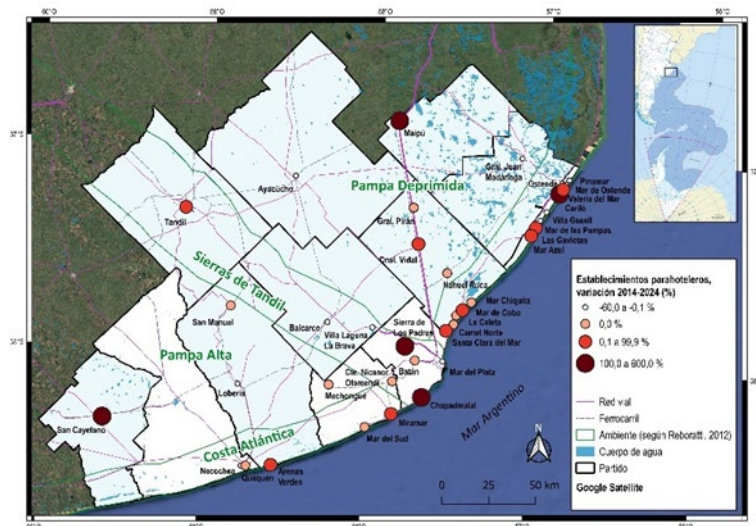 60°O
58°O
57°O
37°S
Maipú
Gral. Juan
Madariaga
Ayacucho
Pampa Deprimida
Ostende
Pinamar
Mar de Ostende
Valeria del Mar
Cariló
Tandil
Gral. Pirán
Villa Gesell
Mar de las Pampas
Las Gaviotas
Mar Azul
Cnel. Vidal
Sierras de Tandil
Nahuel Rucá
San Manuel
Mar Chiquita
Mar de Cobo
La Caleta
Santa Clara del Mar
Balcarce
Villa Laguna
La Brava
Sierra de
Los Padres
Pampa Alta
Mar del Plata
Batán
Cte. Nicanor
Otamendi
Mechongué
Lobería
Chapadmalal
San Cayetano
Miramar
Mar del Sud
Costa Atlántica
Necochea
Quequén
Arenas
Verdes
Mar Argentino
Establecimientos parahoteleros,
variación 2014-2024 (%)
-60,0 a -0,1 %
0,0 %
0,1 a 99,9 %
100,0 a 600,0 %
Red vial
Ferrocarril
Ambiente (según Reboratti, 2012)
Cuerpo de agua
Partido
Google Satellite
0 25 50 km